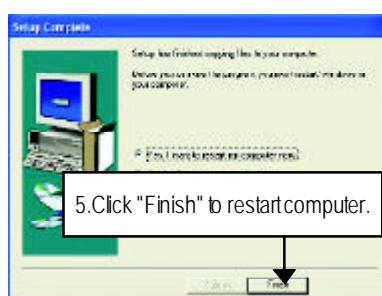 Setup Complete
Setup has finished copying files to your computer.
Before you can use the program, you must restart Windows or
your computer.
Yes, I want to restart my computer now.
5.Click "Finish" to restart computer.
Finish